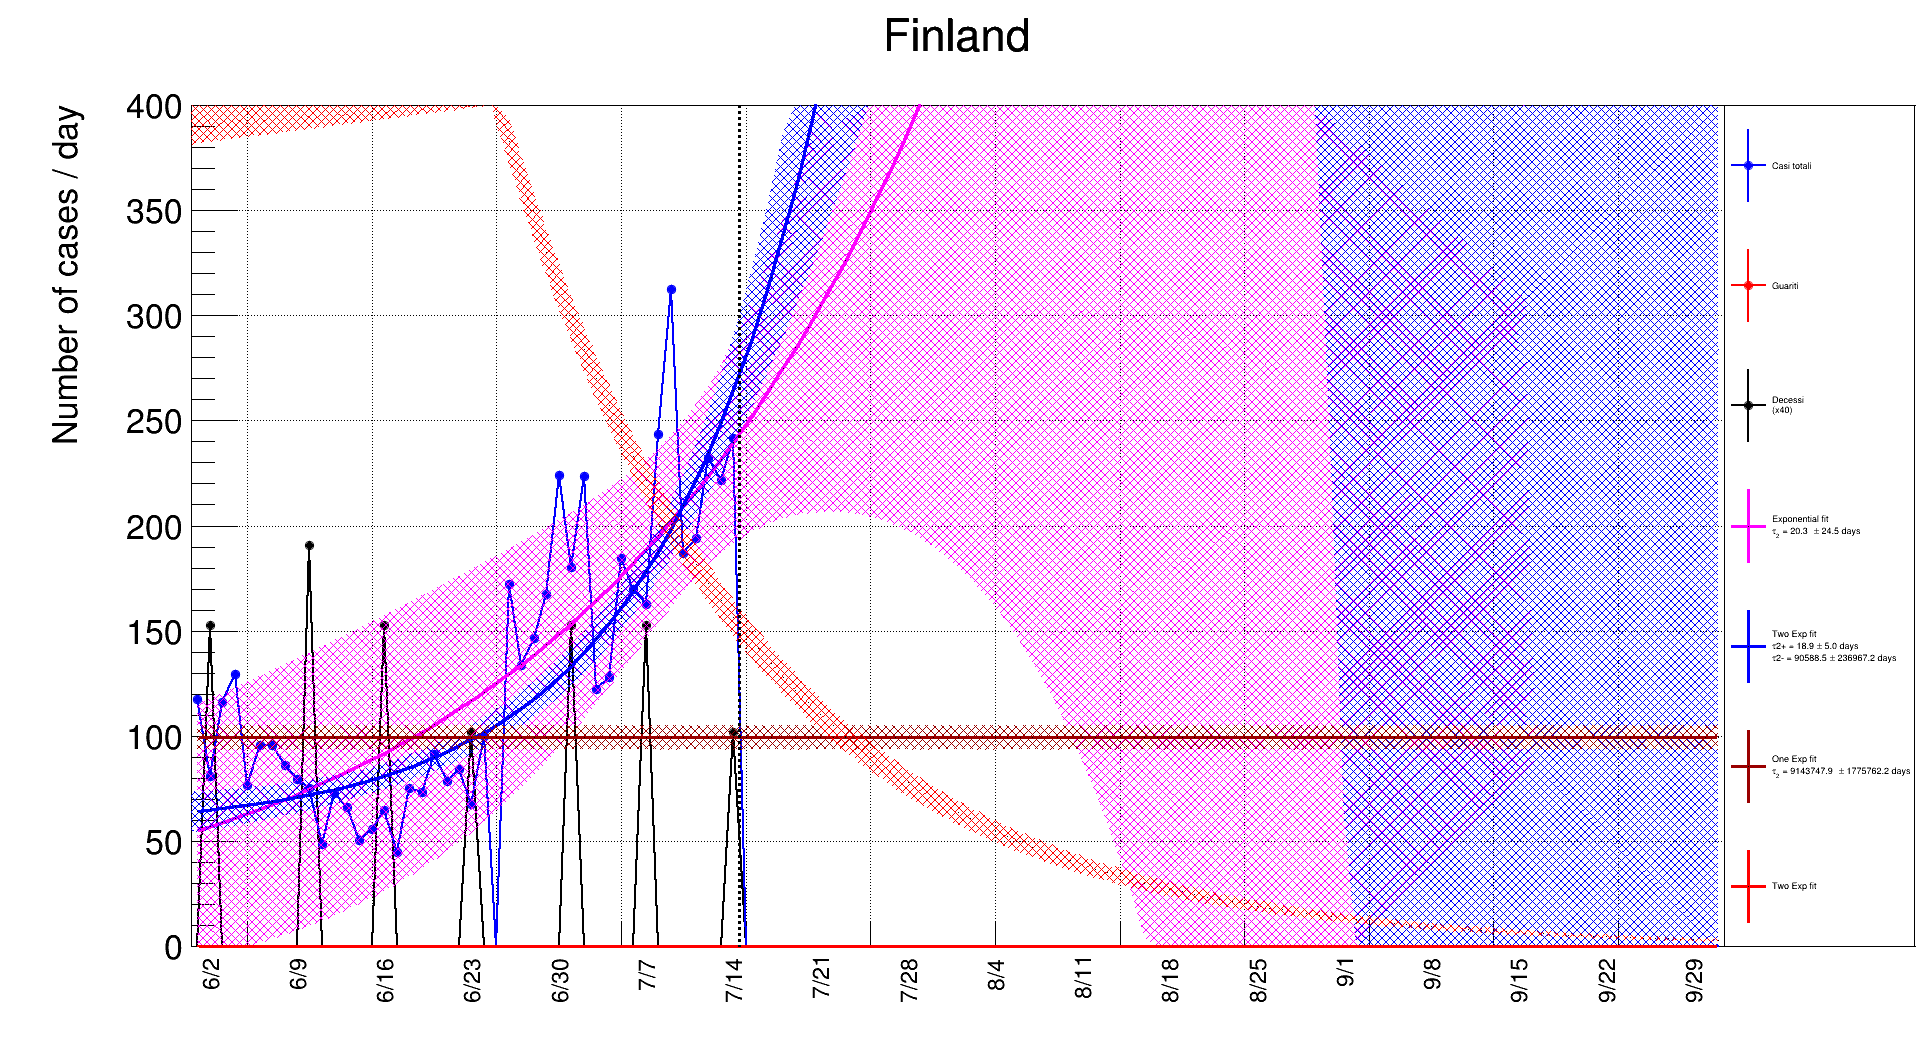 Finland
Number of cases / day
400
350
300
250
200
150
100
50
0
6/2
6/9
6/16
6/23
6/30
7/7
7/14
7/21
7/28
8/4
8/11
8/18
8/25
9/1
9/8
9/15
9/22
9/29
Casi totali
Guariti
Decessi
(x40)
Exponential fit
τ2 = 20.3 ± 24.5 days
Two Exp fit
τ2+ = 18.9 ± 5.0 days
τ2- = 90588.5 ± 236967.2 days
One Exp fit
τ2 = 9143747.9 ± 1775762.2 days
Two Exp fit